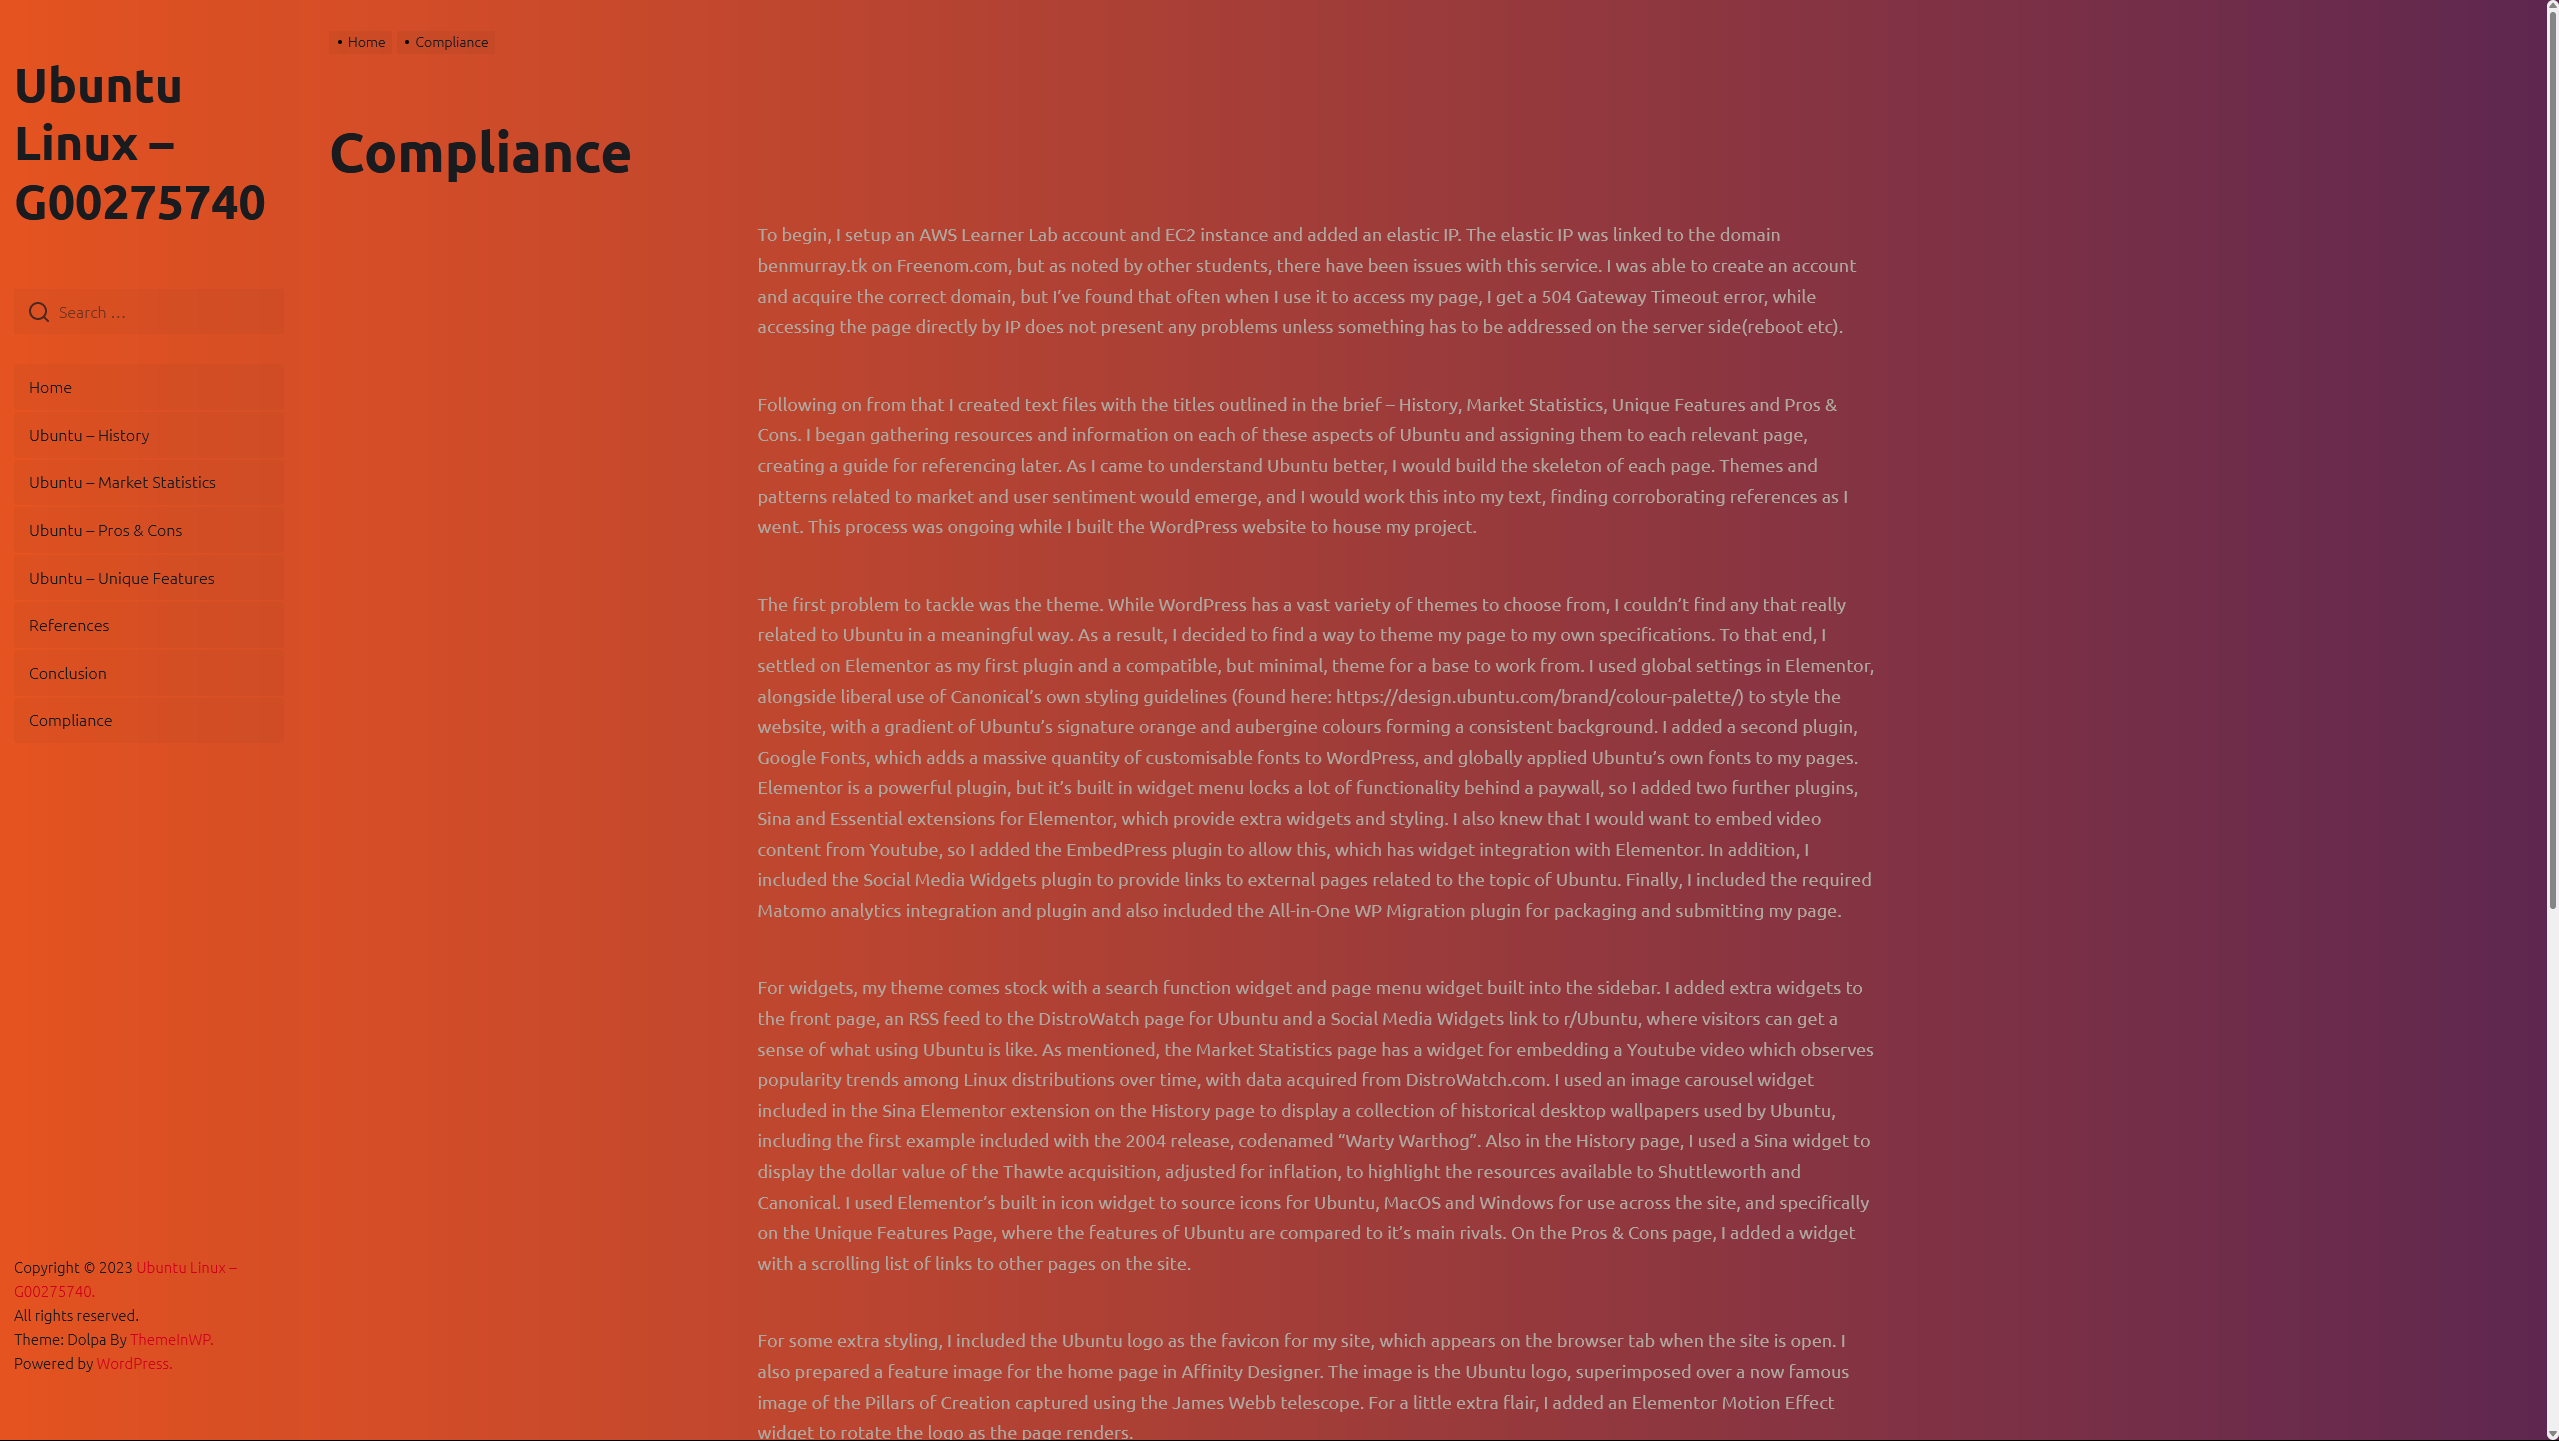 Ubuntu
Linux –
G00275740
Search …
Home
Ubuntu – History
Ubuntu – Market Statistics
Ubuntu – Pros & Cons
Ubuntu – Unique Features
References
Conclusion
Compliance
Copyright © 2023 Ubuntu Linux –
G00275740.
All rights reserved.
Theme: Dolpa By ThemeInWP.
Powered by WordPress.
• Home • Compliance
Compliance
To begin, I setup an AWS Learner Lab account and EC2 instance and added an elastic IP. The elastic IP was linked to the domain
benmurray.tk on Freenom.com, but as noted by other students, there have been issues with this service. I was able to create an account
and acquire the correct domain, but I’ve found that often when I use it to access my page, I get a 504 Gateway Timeout error, while
accessing the page directly by IP does not present any problems unless something has to be addressed on the server side(reboot etc).
Following on from that I created text files with the titles outlined in the brief – History, Market Statistics, Unique Features and Pros &
Cons. I began gathering resources and information on each of these aspects of Ubuntu and assigning them to each relevant page,
creating a guide for referencing later. As I came to understand Ubuntu better, I would build the skeleton of each page. Themes and
patterns related to market and user sentiment would emerge, and I would work this into my text, finding corroborating references as I
went. This process was ongoing while I built the WordPress website to house my project.
The first problem to tackle was the theme. While WordPress has a vast variety of themes to choose from, I couldn’t find any that really
related to Ubuntu in a meaningful way. As a result, I decided to find a way to theme my page to my own specifications. To that end, I
settled on Elementor as my first plugin and a compatible, but minimal, theme for a base to work from. I used global settings in Elementor,
alongside liberal use of Canonical’s own styling guidelines (found here: https://design.ubuntu.com/brand/colour-palette/) to style the
website, with a gradient of Ubuntu’s signature orange and aubergine colours forming a consistent background. I added a second plugin,
Google Fonts, which adds a massive quantity of customisable fonts to WordPress, and globally applied Ubuntu’s own fonts to my pages.
Elementor is a powerful plugin, but it’s built in widget menu locks a lot of functionality behind a paywall, so I added two further plugins,
Sina and Essential extensions for Elementor, which provide extra widgets and styling. I also knew that I would want to embed video
content from Youtube, so I added the EmbedPress plugin to allow this, which has widget integration with Elementor. In addition, I
included the Social Media Widgets plugin to provide links to external pages related to the topic of Ubuntu. Finally, I included the required
Matomo analytics integration and plugin and also included the All-in-One WP Migration plugin for packaging and submitting my page.
For widgets, my theme comes stock with a search function widget and page menu widget built into the sidebar. I added extra widgets to
the front page, an RSS feed to the DistroWatch page for Ubuntu and a Social Media Widgets link to r/Ubuntu, where visitors can get a
sense of what using Ubuntu is like. As mentioned, the Market Statistics page has a widget for embedding a Youtube video which observes
popularity trends among Linux distributions over time, with data acquired from DistroWatch.com. I used an image carousel widget
included in the Sina Elementor extension on the History page to display a collection of historical desktop wallpapers used by Ubuntu,
including the first example included with the 2004 release, codenamed “Warty Warthog”. Also in the History page, I used a Sina widget to
display the dollar value of the Thawte acquisition, adjusted for inflation, to highlight the resources available to Shuttleworth and
Canonical. I used Elementor’s built in icon widget to source icons for Ubuntu, MacOS and Windows for use across the site, and specifically
on the Unique Features Page, where the features of Ubuntu are compared to it’s main rivals. On the Pros & Cons page, I added a widget
with a scrolling list of links to other pages on the site.
For some extra styling, I included the Ubuntu logo as the favicon for my site, which appears on the browser tab when the site is open. I
also prepared a feature image for the home page in Affinity Designer. The image is the Ubuntu logo, superimposed over a now famous
image of the Pillars of Creation captured using the James Webb telescope. For a little extra flair, I added an Elementor Motion Effect
widget to rotate the logo as the page renders.